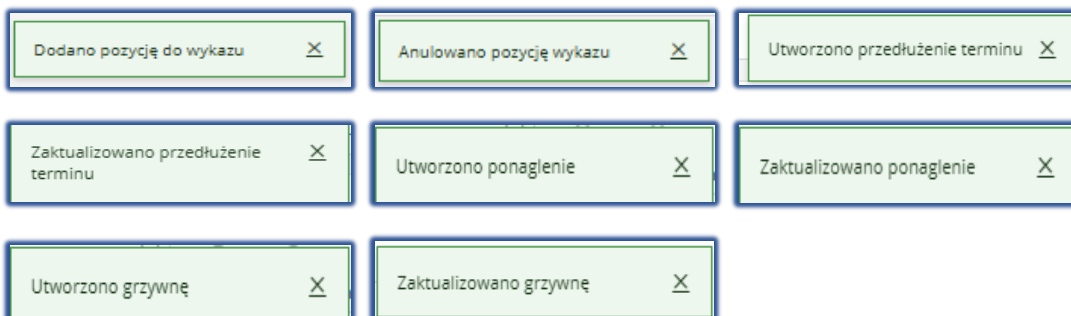 Dodano pozycję do wykazu X
Anulowano pozycję wykazu X
Utworzono przedłużenie terminu X
Zaktualizowano przedłużenie X
terminu
Utworzono ponaglenie X
Zaktualizowano ponaglenie X
Utworzono grzywnę X
Zaktualizowano grzywnę X